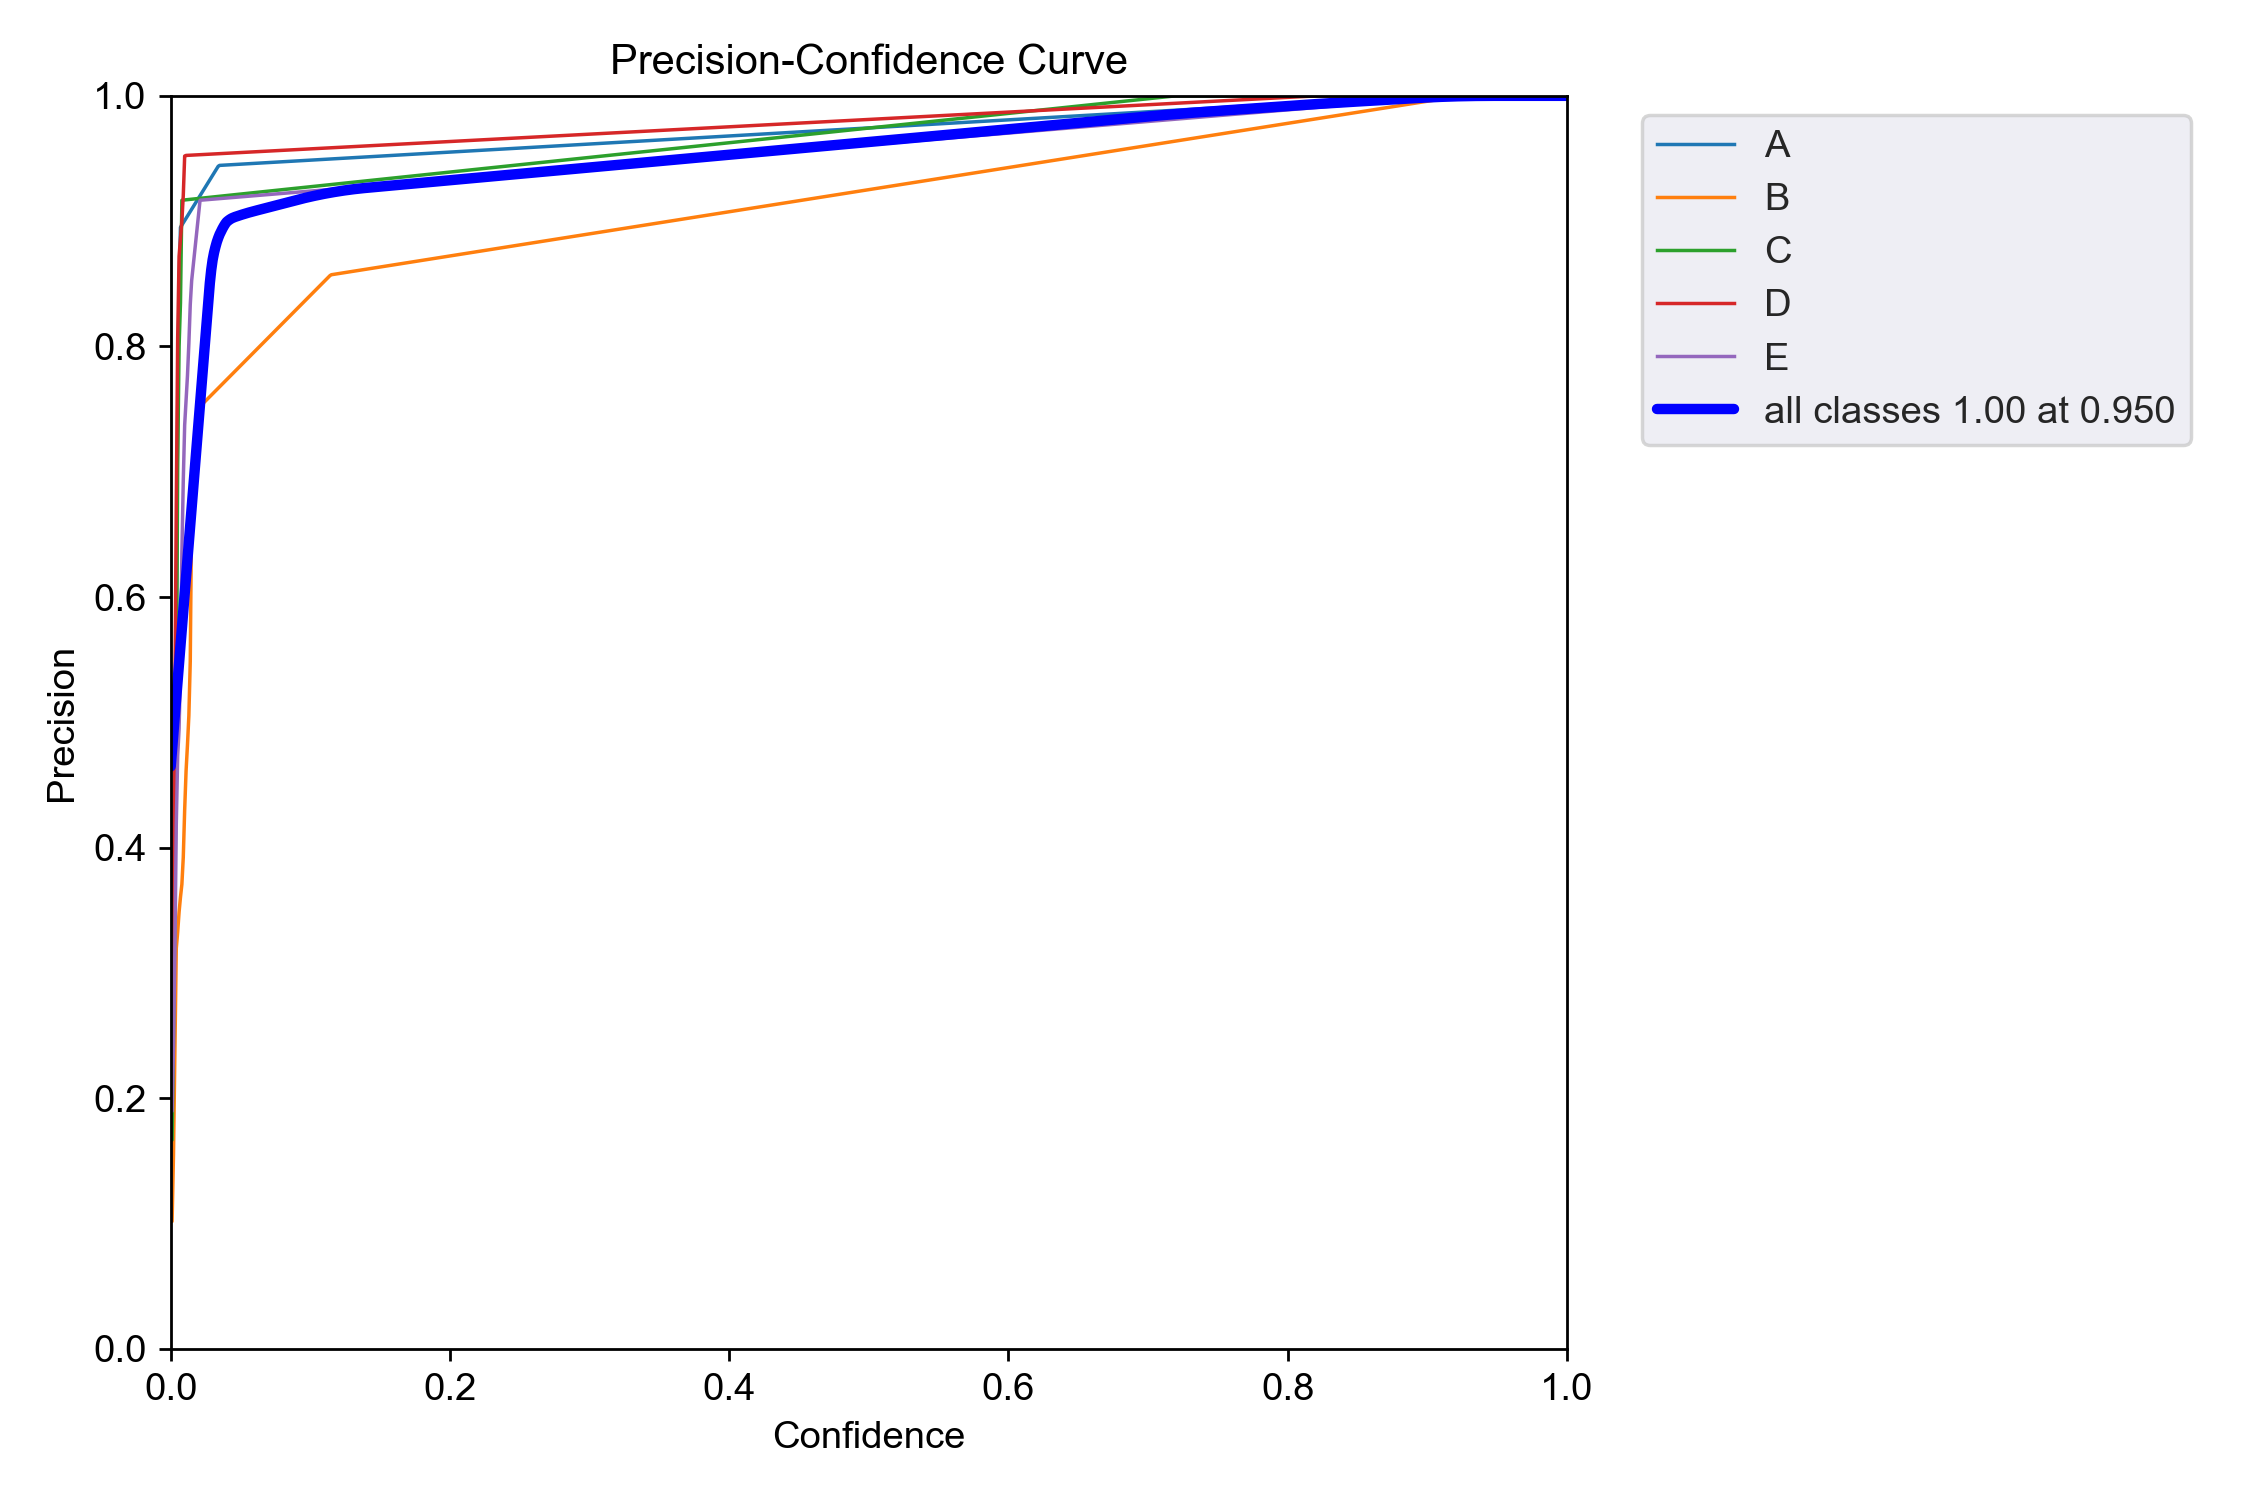 Precision-Confidence Curve
1.0
0.8
0.6
0.4
0.2
0.0
Precision
0.0 0.2 0.4 0.6 0.8 1.0
Confidence
A
B
C
D
E
all classes 1.00 at 0.950